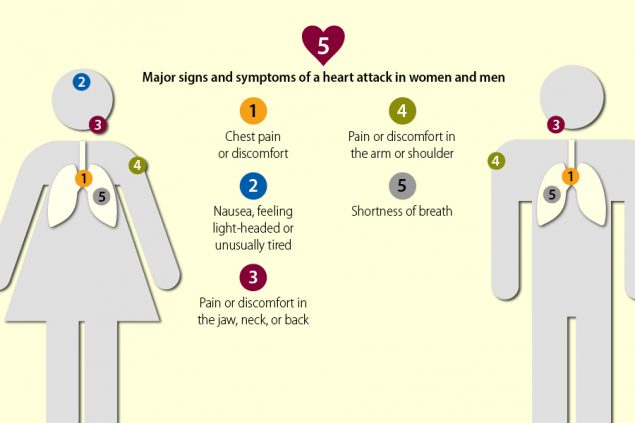 5
Major signs and symptoms of a heart attack in women and men
1
Chest pain
or discomfort
2
Nausea, feeling
light-headed or
unusually tired
3
Pain or discomfort in
the jaw, neck, or back
4
Pain or discomfort in
the arm or shoulder
5
Shortness of breath
2
3
4
1
5
3
4
1
5